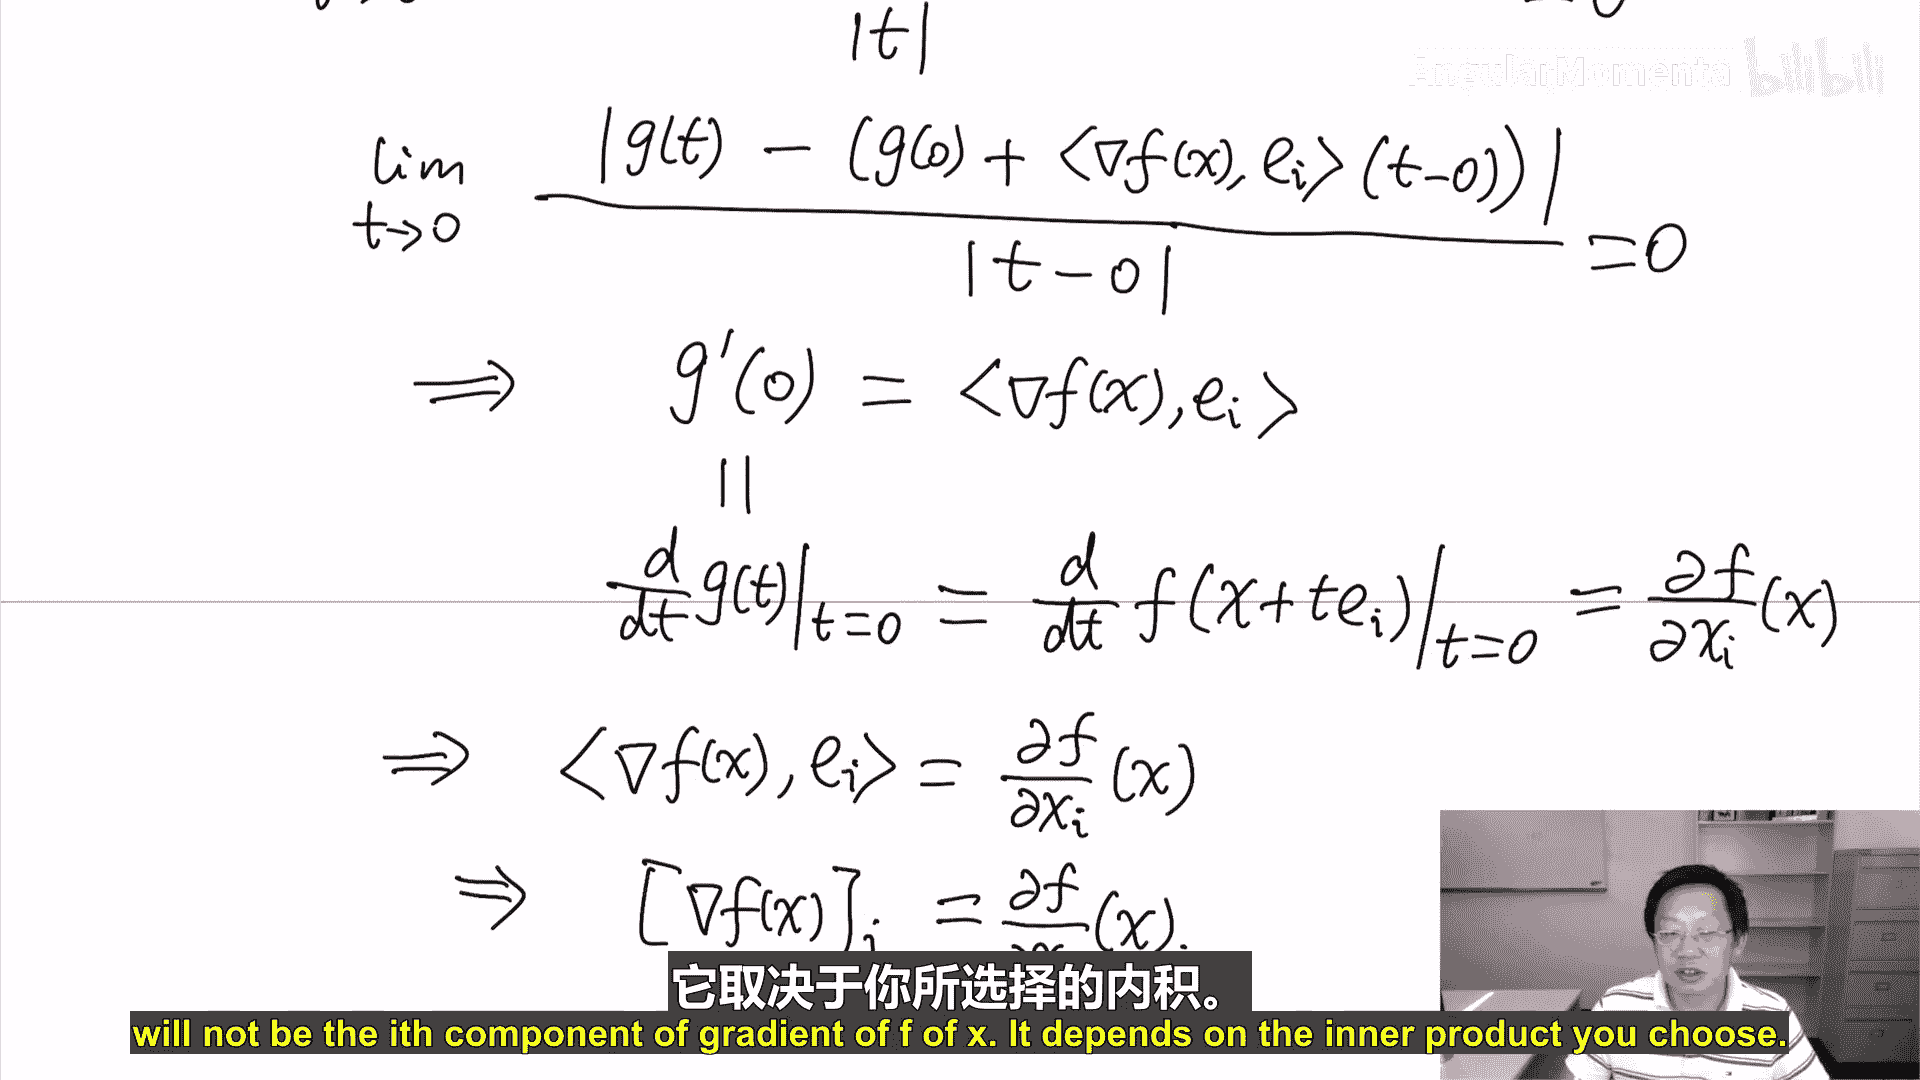 |t|
AngularMomenta bilibili
lim t→0 |g(t) − (g(0) + <∇f(x), eᵢ> (t−0))| / |t−0| = 0
⇒ g'(0) = <∇f(x), eᵢ>
||
d/dt g(t)|t=0 = d/dt f(x+teᵢ)|t=0 = ∂f/∂xᵢ (x)
⇒ <∇f(x), eᵢ> = ∂f/∂xᵢ (x)
⇒ [∇f(x)]ᵢ = ∂f/∂x (x).
它取决于你所选择的内积。
will not be the ith component of gradient of f of x. It depends on the inner product you choose.